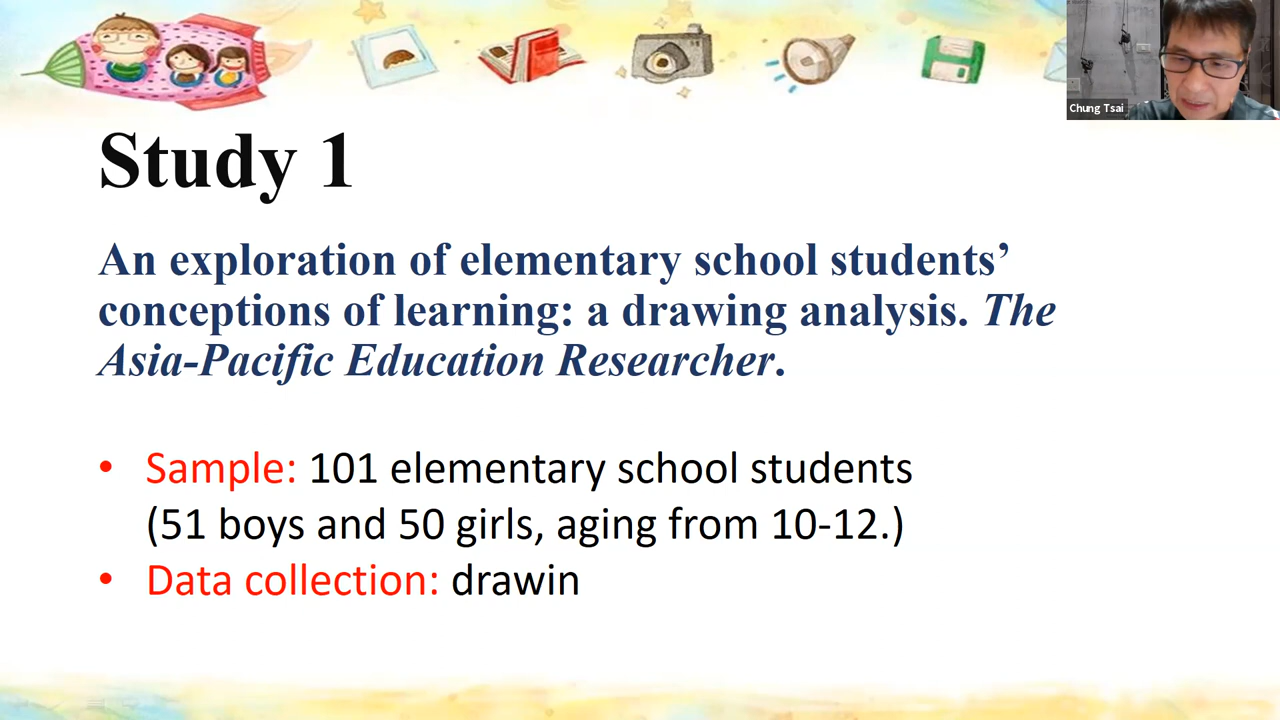 Chung Tsai
Study 1
An exploration of elementary school students’
conceptions of learning: a drawing analysis. The
Asia-Pacific Education Researcher.
• Sample: 101 elementary school students
(51 boys and 50 girls, aging from 10-12.)
• Data collection: drawin